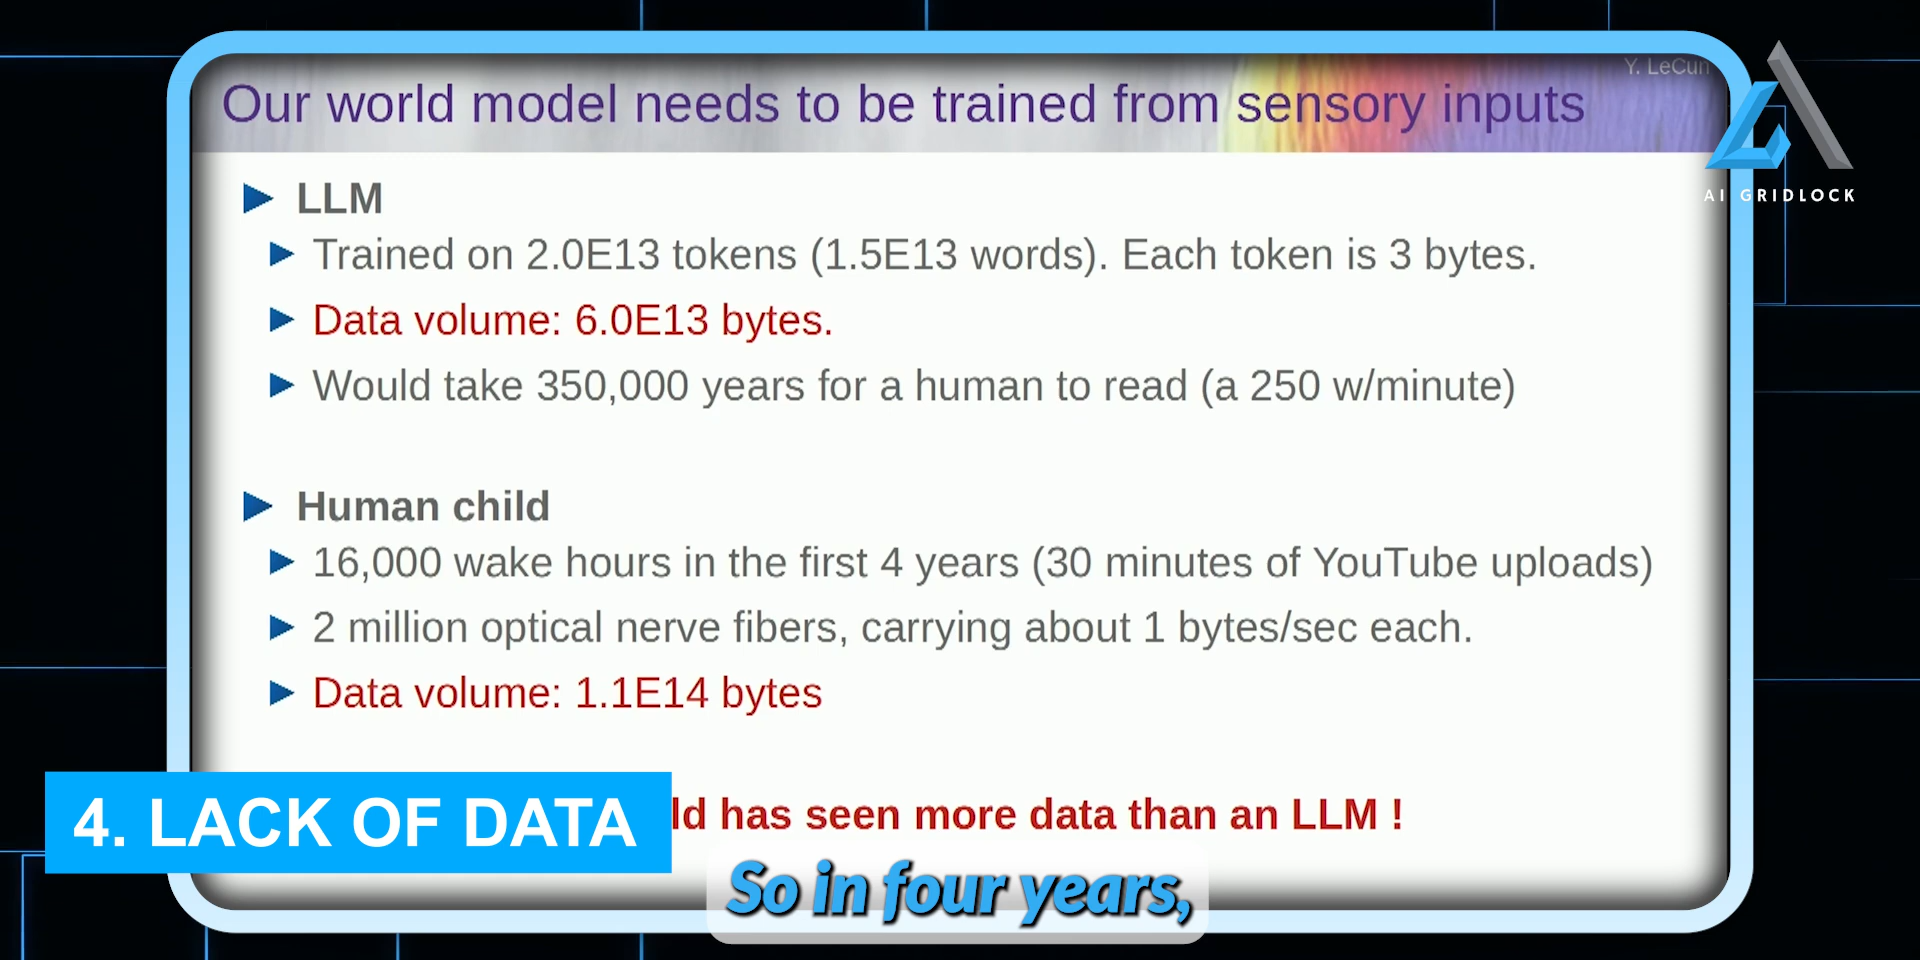 Y. LeCun
Our world model needs to be trained from sensory inputs
AI GRIDLOCK
LLM
Trained on 2.0E13 tokens (1.5E13 words). Each token is 3 bytes.
Data volume: 6.0E13 bytes.
Would take 350,000 years for a human to read (a 250 w/minute)
Human child
16,000 wake hours in the first 4 years (30 minutes of YouTube uploads)
2 million optical nerve fibers, carrying about 1 bytes/sec each.
Data volume: 1.1E14 bytes
4. LACK OF DATA
ld has seen more data than an LLM !
So in four years,